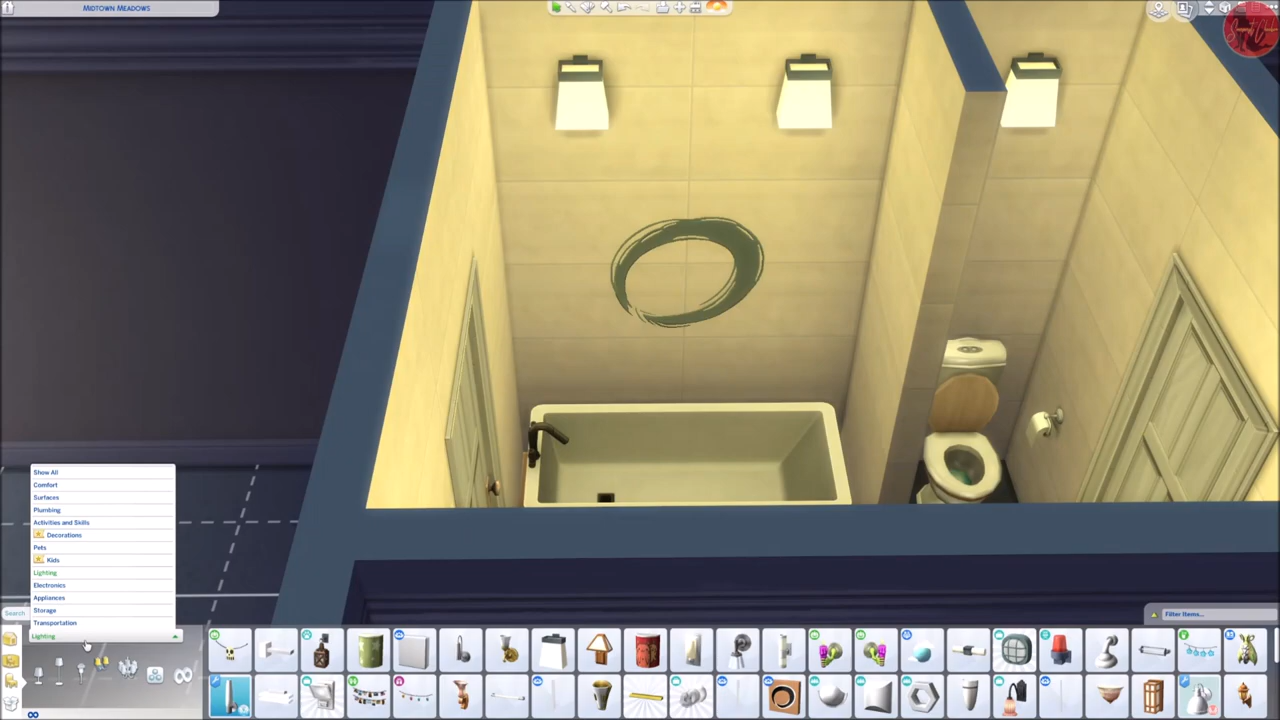 Midtown Meadows
Show All
Comfort
Surfaces
Plumbing
Activities and Skills
Decorations
Pets
Kids
Lighting
Electronics
Appliances
Storage
Transportation
Search
Lighting
Filter Items...